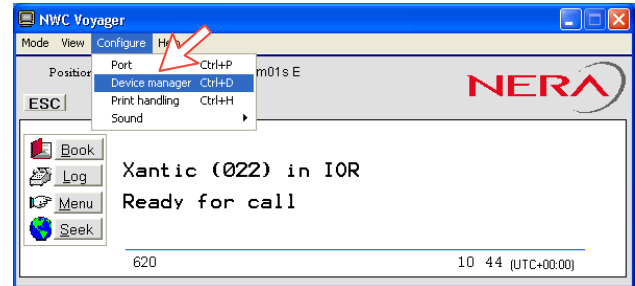 NWC Voyager
Mode View Configure Help
Position m01s E
Port Ctrl+P
Device manager Ctrl+D
Print handling Ctrl+H
Sound
ESC
NERA
Book
Log
Menu
Seek
Xantic (022) in IOR
Ready for call
620 10 44 (UTC+00:00)